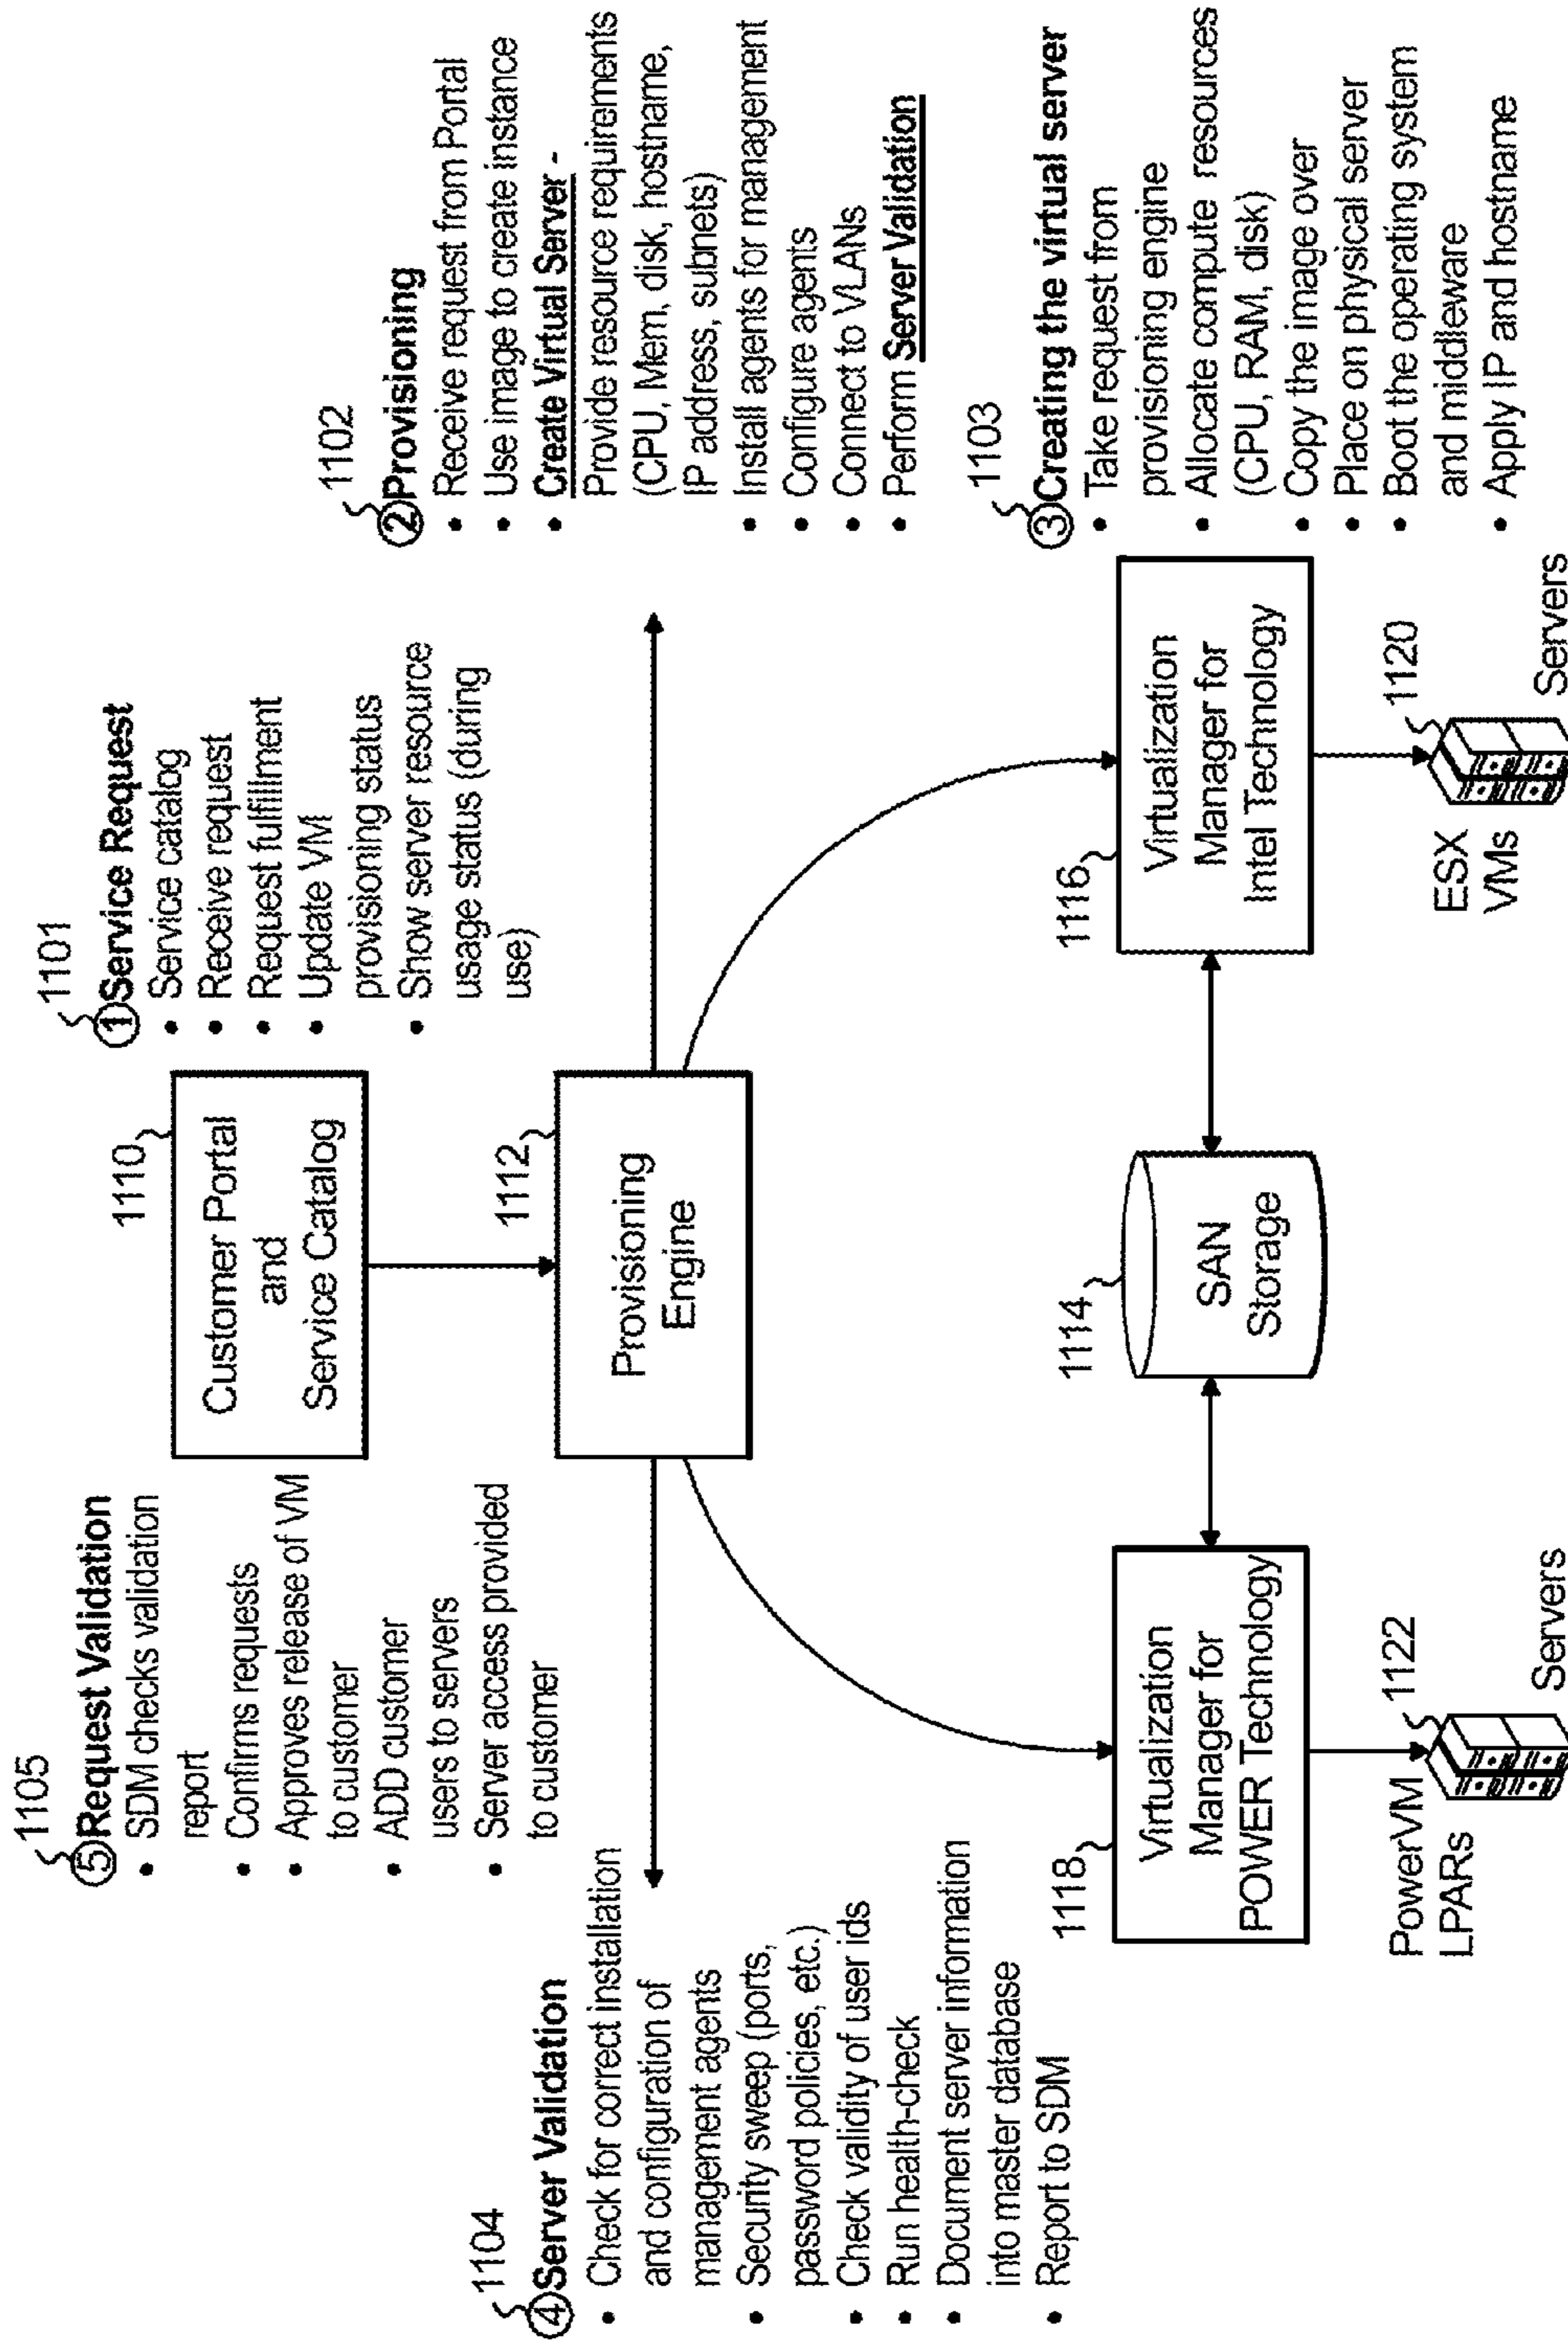 1105
⑤Request Validation
• SDM checks validation
report
• Confirms requests
• Approves release of VM
to customer
• ADD customer
users to servers
• Server access provided
to customer
1110
Customer Portal
and
Service Catalog
1101
①Service Request
• Service catalog
• Receive request
• Request fulfillment
• Update VM
provisioning status
• Show server resource
usage status (during
use)
1104
④Server Validation
• Check for correct installation
and configuration of
management agents
• Security sweep (ports,
password policies, etc.)
• Check validity of user ids
• Run health-check
• Document server information
into master database
• Report to SDM
1112
Provisioning
Engine
1102
②Provisioning
• Receive request from Portal
• Use image to create instance
• Create Virtual Server -
Provide resource requirements
(CPU, Mem, disk, hostname,
IP address, subnets)
• Install agents for management
• Configure agents
• Connect to VLANs
• Perform Server Validation
1118
Virtualization
Manager for
POWER Technology
1114
SAN
Storage
1116
Virtualization
Manager for
Intel Technology
1103
③Creating the virtual server
• Take request from
provisioning engine
• Allocate compute resources
(CPU, RAM, disk)
• Copy the image over
• Place on physical server
• Boot the operating system
and middleware
• Apply IP and hostname
PowerVM
LPARs
1122
Servers
ESX
VMs
1120
Servers